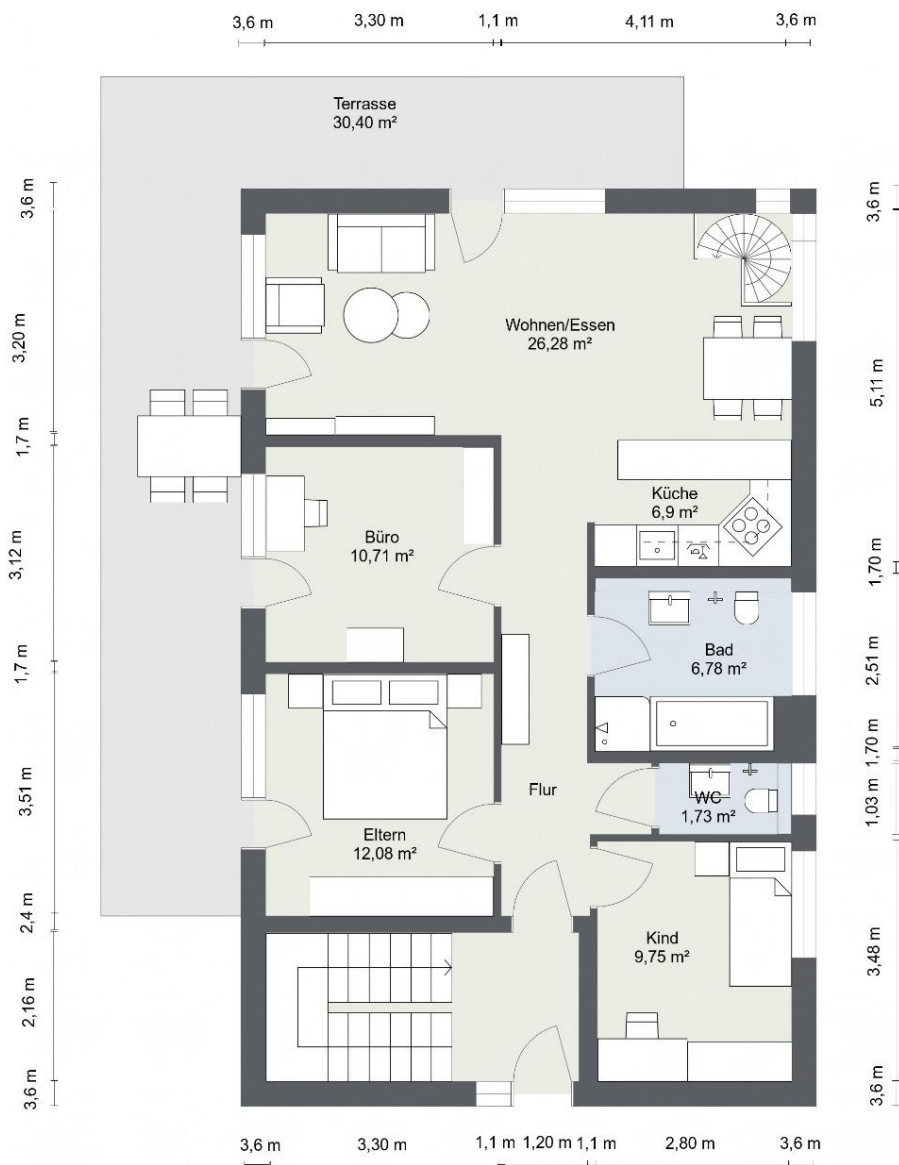 3,6 m 3,30 m 1,1 m 4,11 m 3,6 m
Terrasse
30,40 m²
3,6 m
3,20 m
1,7 m
3,12 m
1,7 m
3,51 m
2,4 m
2,16 m
3,6 m
Wohnen/Essen
26,28 m²
Küche
6,9 m²
Büro
10,71 m²
Bad
6,78 m²
Flur
WC
1,73 m²
Eltern
12,08 m²
Kind
9,75 m²
3,6 m
5,11 m
1,70 m
2,51 m
1,70 m
1,03 m
3,48 m
3,6 m
3,6 m 3,30 m 1,1 m 1,20 m 1,1 m 2,80 m 3,6 m